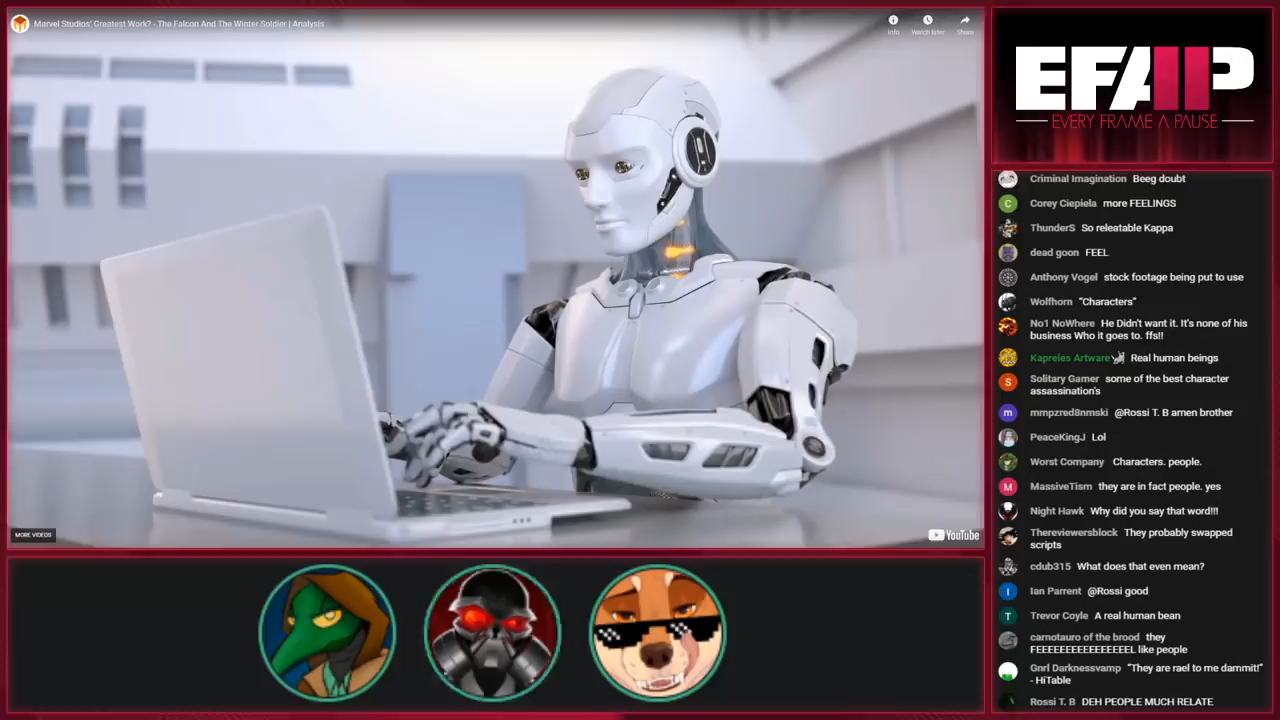 Marvel Studios' Greatest Work? - The Falcon And The Winter Soldier | Analysis
Info
Watch later
Share
MORE VIDEOS
YouTube
EFAP
EVERY FRAME A PAUSE
Criminal Imagination Beeg doubt
C
Corey Ciepiela more FEELINGS
ThunderS So releatable Kappa
dead goon FEEL
Anthony Vogel stock footage being put to use
Wolfhorn “Characters”
No1 NoWhere He Didn't want it. It's none of his
business Who it goes to. ffs!!
Kapreles Artware Real human beings
S
Solitary Gamer some of the best character
assassination's
m
mmpzred8nmski @Rossi T. B amen brother
PeaceKingJ Lol
Worst Company Characters. people.
M
MassiveTism they are in fact people. yes
Night Hawk Why did you say that word!!!
Thereviewersblock They probably swapped
scripts
cdub315 What does that even mean?
I
Ian Parrent @Rossi good
T
Trevor Coyle A real human bean
carnotauro of the brood they
FEEEEEEEEEEEEEEEEL like people
Gnrl Darknessvamp “They are rael to me dammit!”
- HiTable
Rossi T. B DEH PEOPLE MUCH RELATE